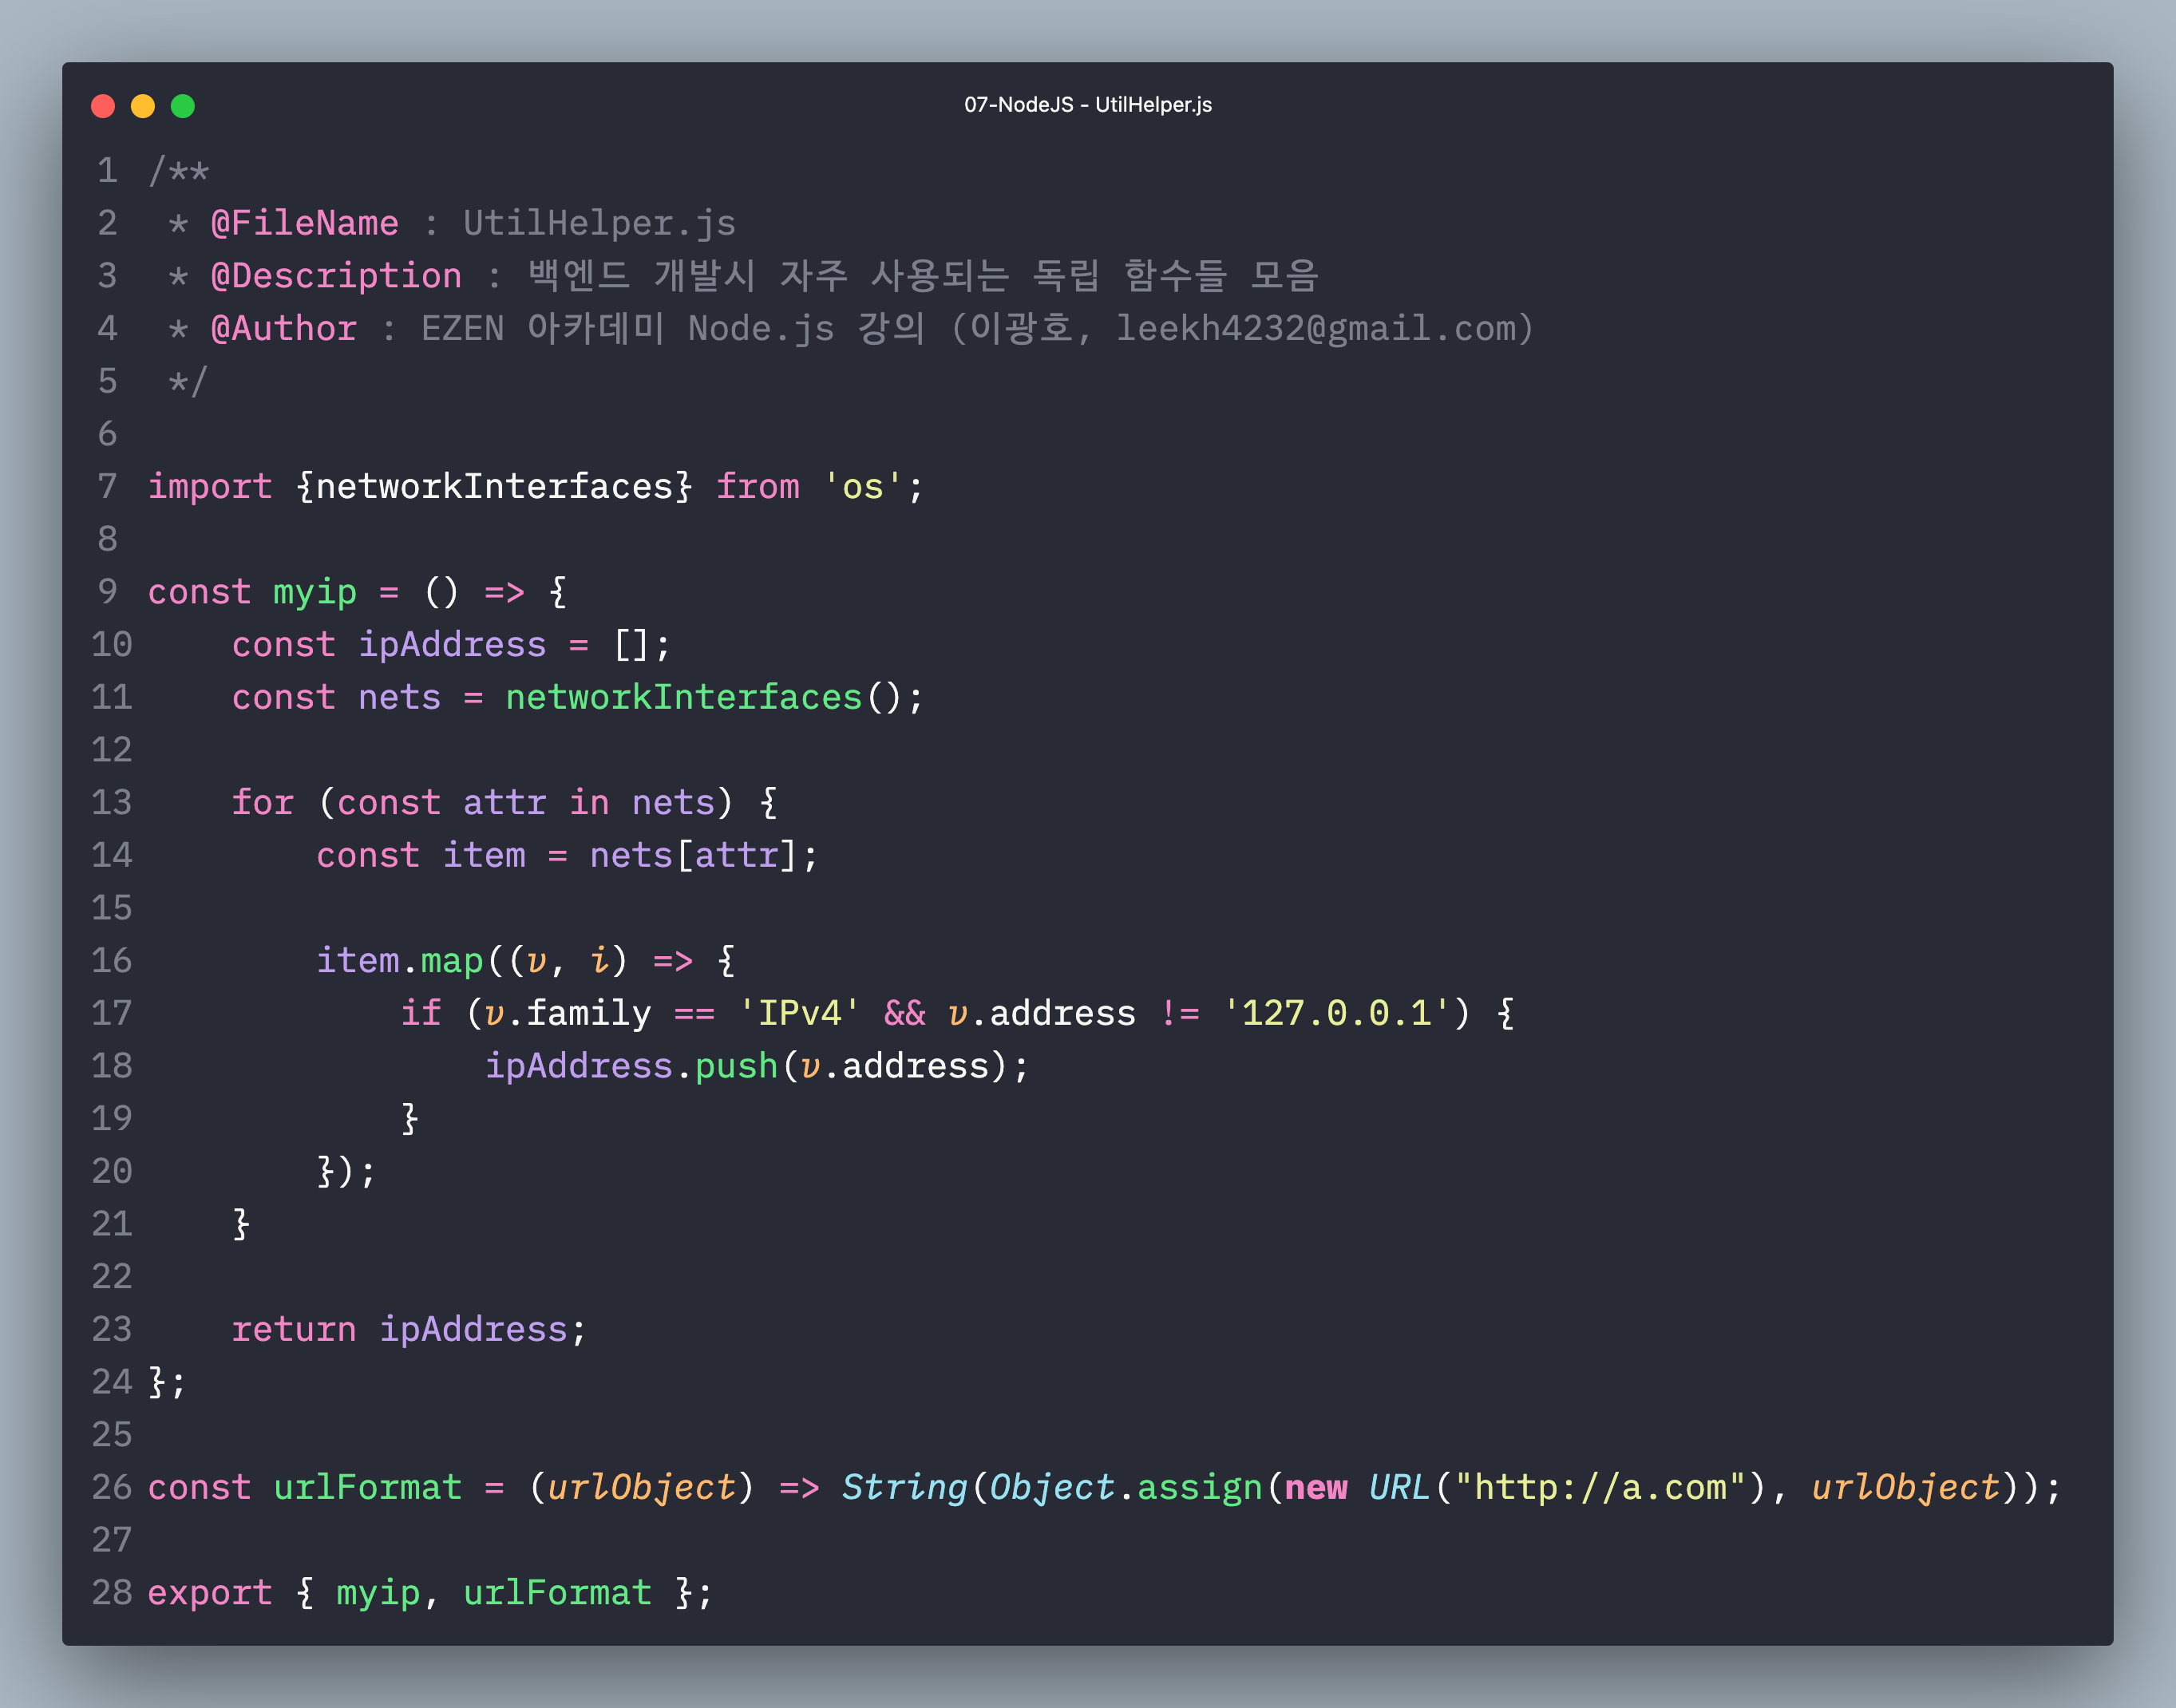 07-NodeJS - UtilHelper.js
1 /**
2  * @FileName : UtilHelper.js
3  * @Description : 백엔드 개발시 자주 사용되는 독립 함수들 모음
4  * @Author : EZEN 아카데미 Node.js 강의 (이광호, leekh4232@gmail.com)
5  */
6
7 import {networkInterfaces} from 'os';
8
9 const myip = () => {
10     const ipAddress = [];
11     const nets = networkInterfaces();
12
13     for (const attr in nets) {
14         const item = nets[attr];
15
16         item.map((v, i) => {
17             if (v.family == 'IPv4' && v.address != '127.0.0.1') {
18                 ipAddress.push(v.address);
19             }
20         });
21     }
22
23     return ipAddress;
24 };
25
26 const urlFormat = (urlObject) => String(Object.assign(new URL("http://a.com"), urlObject));
27
28 export { myip, urlFormat };